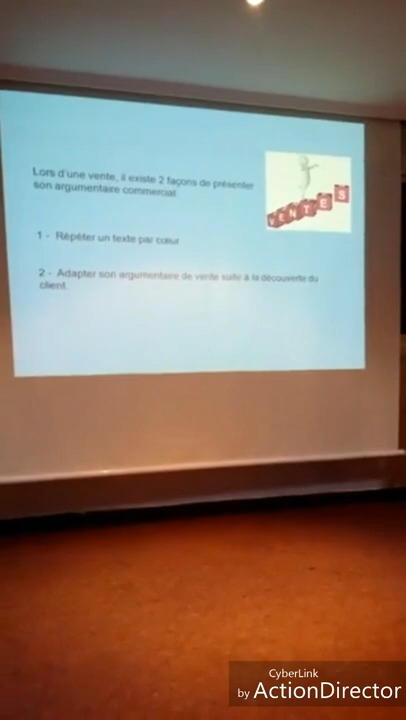 Lors d'une vente, il existe 2 façons de présenter
son argumentaire commercial.
VENTES
1 - Répéter un texte par cœur
2 - Adapter son argumentaire de vente suite à la découverte du
client.
CyberLink
by ActionDirector